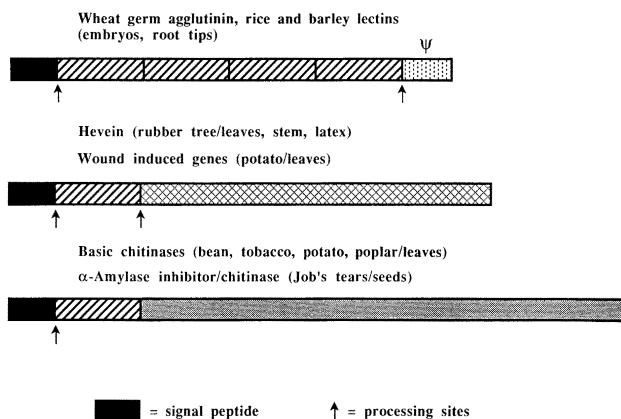 Wheat germ agglutinin, rice and barley lectins
(embryos, root tips)
ψ
Hevein (rubber tree/leaves, stem, latex)
Wound induced genes (potato/leaves)
Basic chitinases (bean, tobacco, potato, poplar/leaves)
α-Amylase inhibitor/chitinase (Job's tears/seeds)
= signal peptide
= processing sites